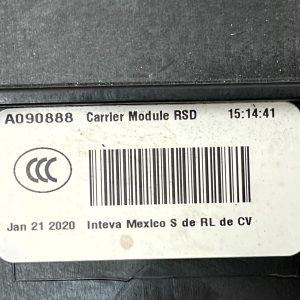 A090888 Carrier Module RSD 15:14:41
CCC
Jan 21 2020 Inteva Mexico S de RL de CV